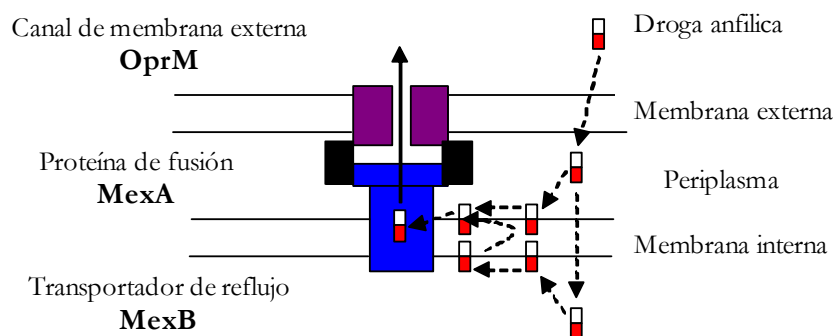 Canal de membrana externa
OprM
Droga anfílica
Membrana externa
Proteína de fusión
MexA
Periplasma
Membrana interna
Transportador de reflujo
MexB